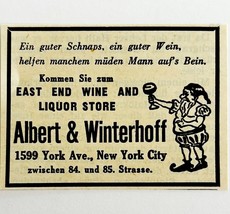 Ein guter Schnaps, ein guter Wein,
helfen manchem müden Mann auf's Bein.
Kommen Sie zum
EAST END WINE AND
LIQUOR STORE
Albert & Winterhoff
1599 York Ave., New York City
zwischen 84. und 85. Strasse.